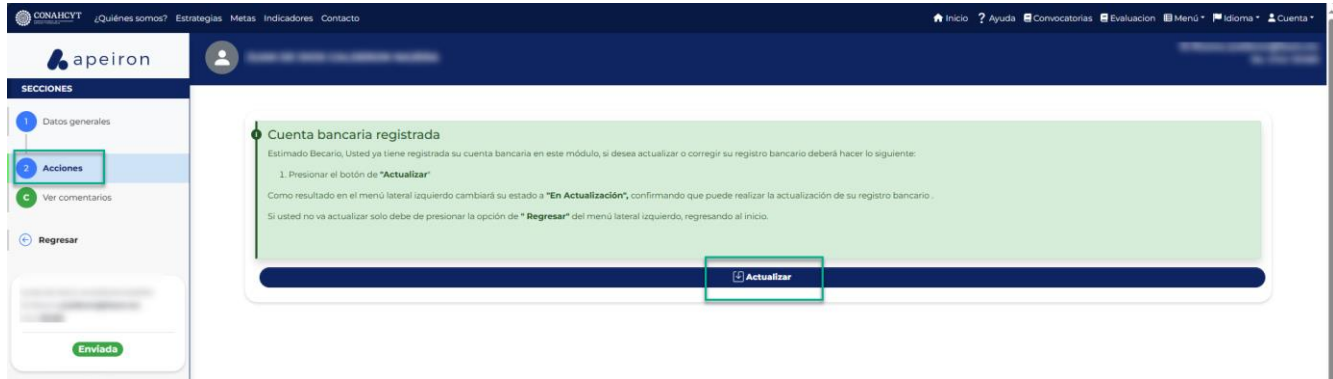 CONAHCYT ¿Quiénes somos? Estrategias Metas Indicadores Contacto
Inicio ? Ayuda Convocatorias Evaluacion Menú Idioma Cuenta
apeiron
SECCIONES
1 Datos generales
2 Acciones
C Ver comentarios
Regresar
Enviada
Cuenta bancaria registrada
Estimado Becario, Usted ya tiene registrada su cuenta bancaria en este módulo, si desea actualizar o corregir su registro bancario deberá hacer lo siguiente:
1. Presionar el botón de "Actualizar"
Como resultado en el menú lateral izquierdo cambiará su estado a "En Actualización", confirmando que puede realizar la actualización de su registro bancario .
Si usted no va actualizar solo debe de presionar la opción de " Regresar" del menú lateral izquierdo, regresando al inicio.
Actualizar